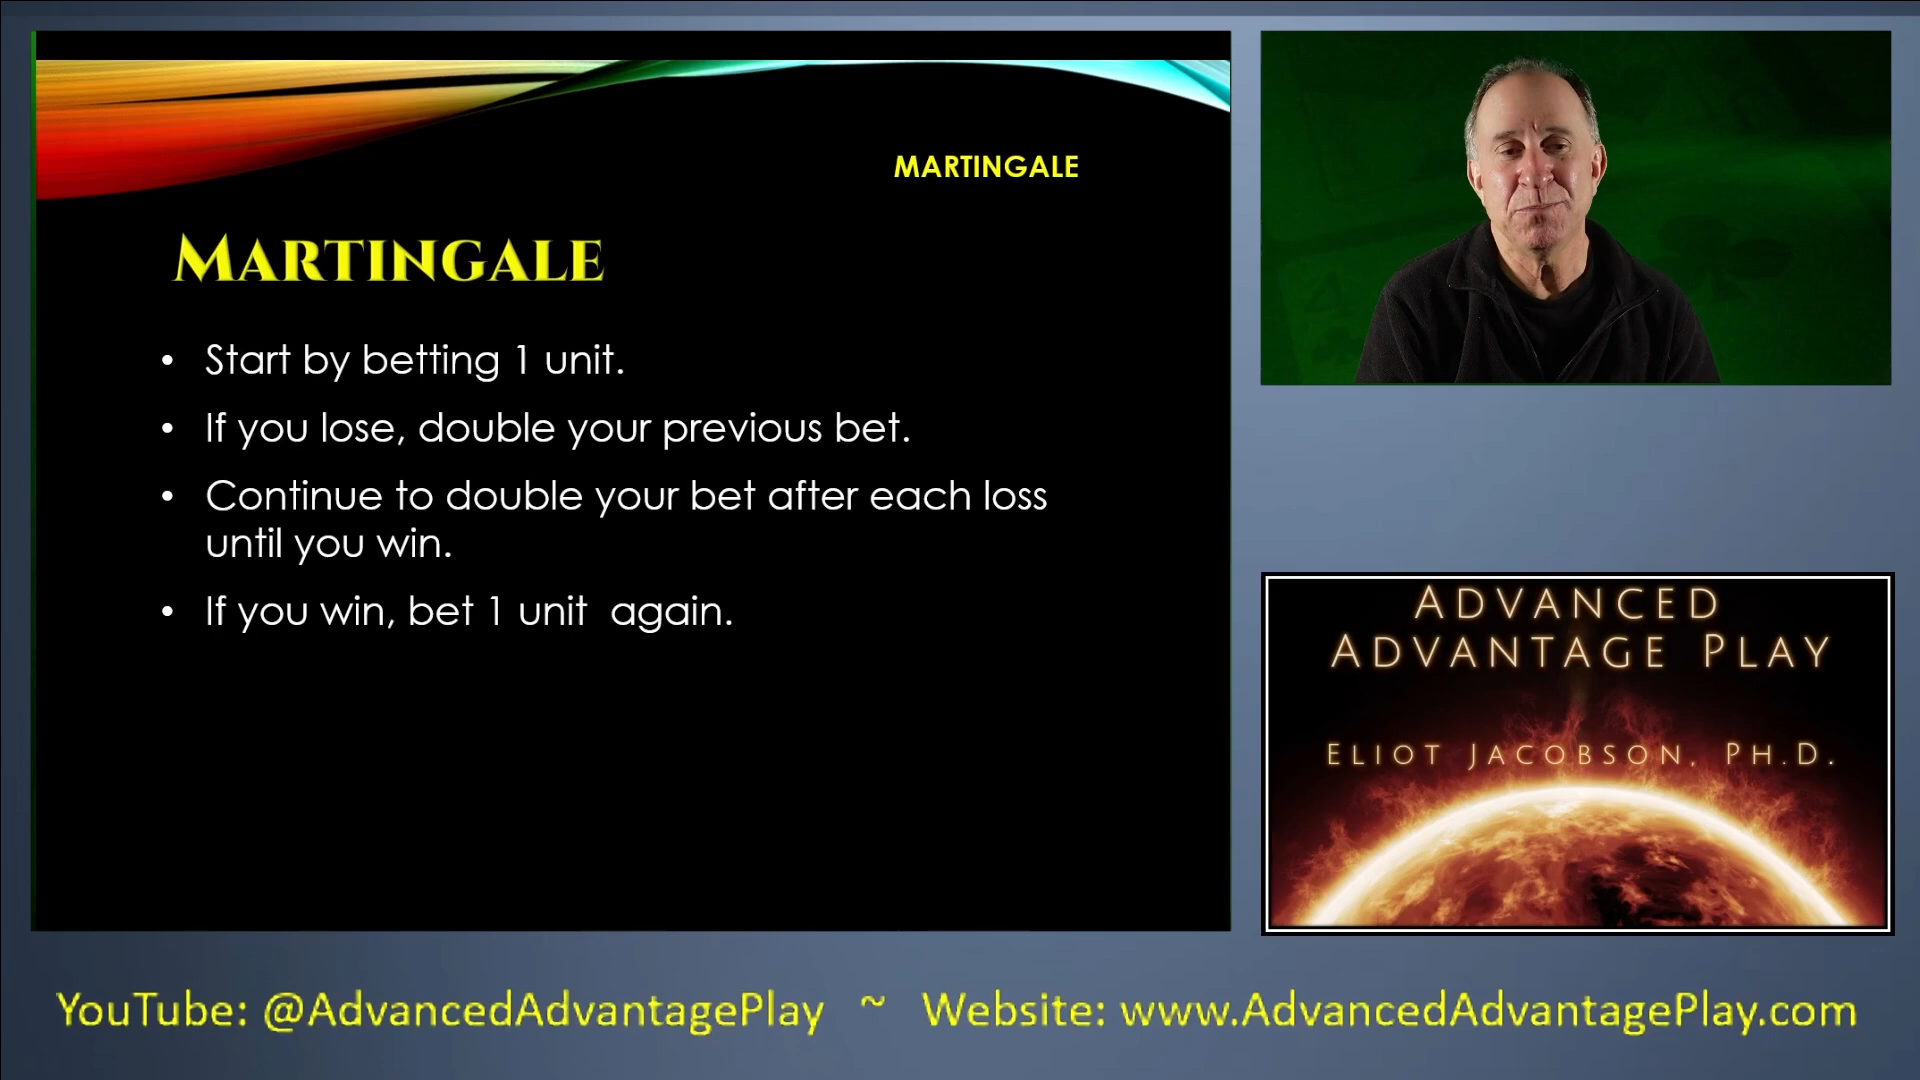 MARTINGALE
MARTINGALE
• Start by betting 1 unit.
• If you lose, double your previous bet.
• Continue to double your bet after each loss
until you win.
• If you win, bet 1 unit  again.
ADVANCED
ADVANTAGE PLAY
ELIOT JACOBSON, PH.D.
YouTube: @AdvancedAdvantagePlay ~ Website: www.AdvancedAdvantagePlay.com